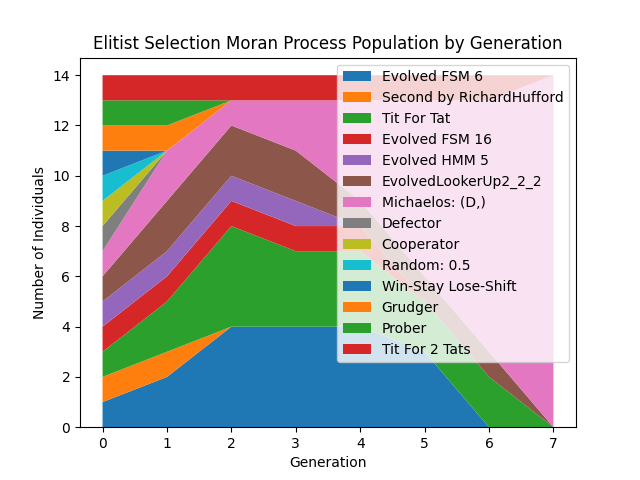 Elitist Selection Moran Process Population by Generation
Number of Individuals
14
12
10
8
6
4
2
0
Evolved FSM 6
Second by RichardHufford
Tit For Tat
Evolved FSM 16
Evolved HMM 5
EvolvedLookerUp2_2_2
Michaelos: (D,)
Defector
Cooperator
Random: 0.5
Win-Stay Lose-Shift
Grudger
Prober
Tit For 2 Tats
0 1 2 3 4 5 6 7
Generation